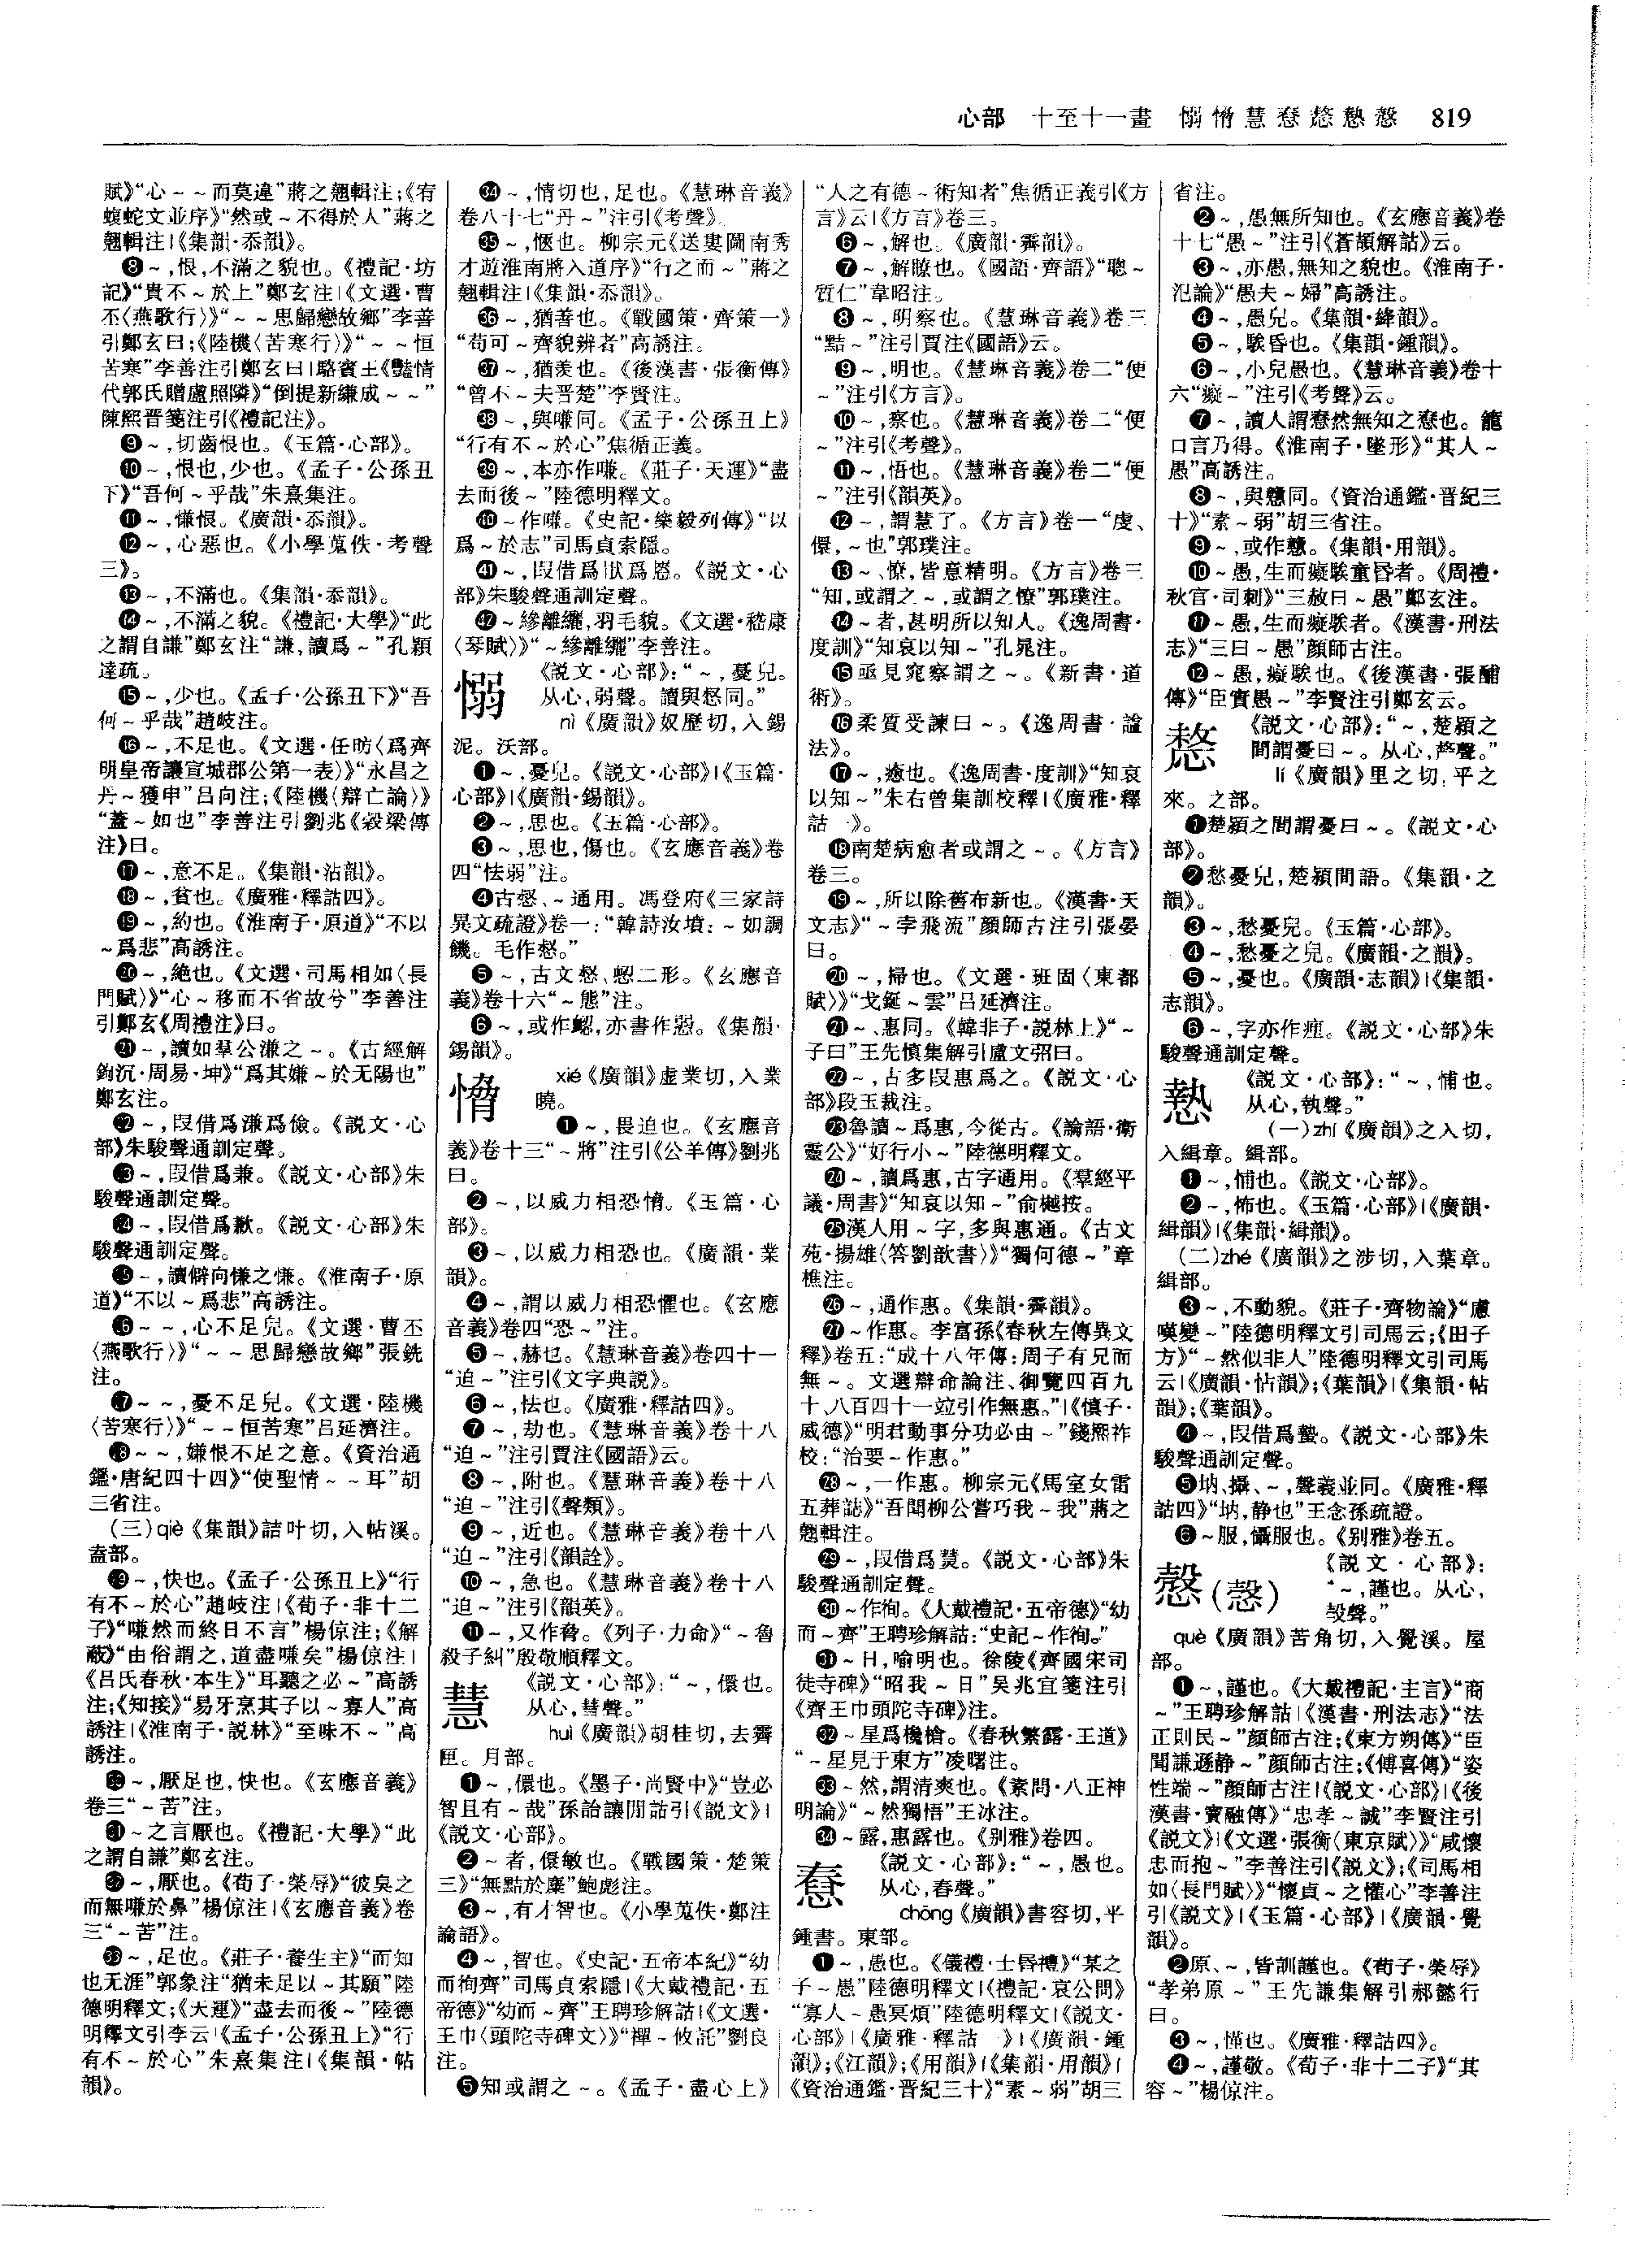 心部 十至十一畫 愵愶慧惷憗慹愨 819
賦》“心～～而莫違”蔣之翹輯注;《宥
蝮蛇文並序》“然或～不得於人”蔣之
翹輯注|《集韻·忝韻》。
❽～,恨,不滿之貌也。《禮記·坊
記》“貴不～於上”鄭玄注|《文選·曹
丕〈燕歌行〉》“～～思歸戀故鄉”李善
引鄭玄曰;《陸機〈苦寒行〉》“～～恒
苦寒”李善注引鄭玄曰|駱賓王《豔情
代郭氏贈盧照隣》“倒提新縑成～～”
陳熙晋箋注引《禮記注》。
❾～,切齒恨也。《玉篇·心部》。
❿～,恨也,少也。《孟子·公孫丑
下》“吾何～乎哉”朱熹集注。
⓫～,慊恨。《廣韻·忝韻》。
⓬～,心惡也。《小學蒐佚·考聲
三》。
⓭～,不滿也。《集韻·忝韻》。
⓮～,不滿之貌。《禮記·大學》“此
之謂自謙”鄭玄注“謙,讀爲～”孔穎
達疏。
⓯～,少也。《孟子·公孫丑下》“吾
何～乎哉”趙岐注。
⓰～,不足也。《文選·任昉〈爲齊
明皇帝讓宣城郡公第一表〉》“永昌之
丹～獲申”吕向注;《陸機〈辯亡論〉》
“蓋～如也”李善注引劉兆《穀梁傳
注》曰。
⓱～,意不足。《集韻·沾韻》。
⓲～,貧也。《廣雅·釋詁四》。
⓳～,約也。《淮南子·原道》“不以
～爲悲”高誘注。
⓴～,絶也。《文選·司馬相如〈長
門賦〉》“心～移而不省故兮”李善注
引鄭玄《周禮注》曰。
㉑～,讀如羣公溓之～。《古經解
鉤沉·周易·坤》“爲其嫌～於无陽也”
鄭玄注。
㉒～,叚借爲溓爲儉。《説文·心
部》朱駿聲通訓定聲。
㉓～,叚借爲兼。《説文·心部》朱
駿聲通訓定聲。
㉔～,叚借爲歉。《説文·心部》朱
駿聲通訓定聲。
㉕～,讀僻向慊之慊。《淮南子·原
道》“不以～爲悲”高誘注。
㉖～～,心不足皃。《文選·曹丕
〈燕歌行〉》“～～思歸戀故鄉”張銑
注。
㉗～～,憂不足皃。《文選·陸機
〈苦寒行〉》“～～恒苦寒”吕延濟注。
㉘～～,嫌恨不足之意。《資治通
鑑·唐紀四十四》“使聖情～～耳”胡
三省注。
(三)qiè《集韻》詰叶切,入帖溪。
盍部。
㉙～,快也。《孟子·公孫丑上》“行
有不～於心”趙岐注|《荀子·非十二
子》“嗛然而終日不言”楊倞注;《解
蔽》“由俗謂之,道盡嗛矣”楊倞注|
《吕氏春秋·本生》“耳聽之必～”高誘
注;《知接》“易牙烹其子以～寡人”高
誘注|《淮南子·説林》“至味不～”高
誘注。
㉚～,厭足也,快也。《玄應音義》
卷三“～苦”注。
㉛～之言厭也。《禮記·大學》“此
之謂自謙”鄭玄注。
㉜～,厭也。《荀子·榮辱》“彼臭之
而無嗛於鼻”楊倞注|《玄應音義》卷
三“～苦”注。
㉝～,足也。《莊子·養生主》“而知
也无涯”郭象注“猶未足以～其願”陸
德明釋文;《天運》“盡去而後～”陸德
明釋文引李云|《孟子·公孫丑上》“行
有不～於心”朱熹集注|《集韻·帖
韻》。
㉞～,情切也,足也。《慧琳音義》
卷八十七“丹～”注引《考聲》。
㉟～,愜也。柳宗元《送婁圖南秀
才遊淮南將入道序》“行之而～”蔣之
翹輯注|《集韻·忝韻》。
㊱～,猶善也。《戰國策·齊策一》
“苟可～齊貌辨者”高誘注。
㊲～,猶羨也。《後漢書·張衡傳》
“曾不～夫晋楚”李賢注。
㊳～,與嗛同。《孟子·公孫丑上》
“行有不～於心”焦循正義。
㊴～,本亦作嗛。《莊子·天運》“盡
去而後～”陸德明釋文。
㊵～作嗛。《史記·樂毅列傳》“以
爲～於志”司馬貞索隱。
㊶～,叚借爲猒爲愜。《説文·心
部》朱駿聲通訓定聲。
㊷～縿離纚,羽毛貌。《文選·嵇康
〈琴賦〉》“～縿離纚”李善注。
愵
《説文·心部》:“～,憂皃。
从心,弱聲。讀與惄同。”
nì《廣韻》奴歷切,入錫
泥。沃部。
❶～,憂皃。《説文·心部》|《玉篇·
心部》|《廣韻·錫韻》。
❷～,思也。《玉篇·心部》。
❸～,思也,傷也。《玄應音義》卷
四“怯弱”注。
❹古惄、～通用。馮登府《三家詩
異文疏證》卷一:“韓詩汝墳:～如調
饑。毛作惄。”
❺～,古文惄、㥾二形。《玄應音
義》卷十六“～態”注。
❻～,或作,亦書作。《集韻·
錫韻》。
愶
xié《廣韻》虚業切,入業
曉。
❶～,畏迫也。《玄應音
義》卷十三“～將”注引《公羊傳》劉兆
曰。
❷～,以威力相恐愶。《玉篇·心
部》。
❸～,以威力相恐也。《廣韻·業
韻》。
❹～,謂以威力相恐懼也。《玄應
音義》卷四“恐～”注。
❺～,赫也。《慧琳音義》卷四十一
“迫～”注引《文字典説》。
❻～,怯也。《廣雅·釋詁四》。
❼～,劫也。《慧琳音義》卷十八
“迫～”注引賈注《國語》云。
❽～,附也。《慧琳音義》卷十八
“迫～”注引《聲類》。
❾～,近也。《慧琳音義》卷十八
“迫～”注引《韻詮》。
❿～,急也。《慧琳音義》卷十八
“迫～”注引《韻英》。
⓫～,又作脅。《列子·力命》“～魯
殺子糾”殷敬順釋文。
慧
《説文·心部》:“～,儇也。
从心,彗聲。”
huì《廣韻》胡桂切,去霽
匣。月部。
❶～,儇也。《墨子·尚賢中》“豈必
智且有～哉”孫詒讓閒詁引《説文》|
《説文·心部》。
❷～者,儇敏也。《戰國策·楚策
三》“無黠於麋”鮑彪注。
❸～,有才智也。《小學蒐佚·鄭注
論語》。
❹～,智也。《史記·五帝本紀》“幼
而徇齊”司馬貞索隱|《大戴禮記·五
帝德》“幼而～齊”王聘珍解詁|《文選·
王巾〈頭陀寺碑文〉》“禪～攸託”劉良
注。
❺知或謂之～。《孟子·盡心上》
“人之有德～術知者”焦循正義引《方
言》云|《方言》卷三。
❻～,解也。《廣韻·霽韻》。
❼～,解瞭也。《國語·齊語》“聰～
質仁”韋昭注。
❽～,明察也。《慧琳音義》卷三
“黠～”注引賈注《國語》云。
❾～,明也。《慧琳音義》卷二“便
～”注引《方言》。
❿～,察也。《慧琳音義》卷二“便
～”注引《考聲》。
⓫～,悟也。《慧琳音義》卷二“便
～”注引《韻英》。
⓬～,謂慧了。《方言》卷一“虔、
儇,～也”郭璞注。
⓭～、憭,皆意精明。《方言》卷三
“知,或謂之～,或謂之憭”郭璞注。
⓮～者,甚明所以知人。《逸周書·
度訓》“知哀以知～”孔晁注。
⓯亟見窕察謂之～。《新書·道
術》。
⓰柔質受諫曰～。《逸周書·謚
法》。
⓱～,癒也。《逸周書·度訓》“知哀
以知～”朱右曾集訓校釋|《廣雅·釋
詁一》。
⓲南楚病愈者或謂之～。《方言》
卷三。
⓳～,所以除舊布新也。《漢書·天
文志》“～孛飛流”顔師古注引張晏
曰。
⓴～,掃也。《文選·班固〈東都
賦〉》“戈鋋～雲”吕延濟注。
㉑～、惠同。《韓非子·説林上》“～
子曰”王先慎集解引盧文弨曰。
㉒～,古多叚惠爲之。《説文·心
部》段玉裁注。
㉓魯讀～爲惠,今從古。《論語·衛
靈公》“好行小～”陸德明釋文。
㉔～,讀爲惠,古字通用。《羣經平
議·周書》“知哀以知～”俞樾按。
㉕漢人用～字,多與惠通。《古文
苑·揚雄〈答劉歆書〉》“獨何德～”章
樵注。
㉖～,通作惠。《集韻·霽韻》。
㉗～作惠。李富孫《春秋左傳異文
釋》卷五:“成十八年傳:周子有兄而
無～。文選辯命論注、御覽四百九
十、八百四十一竝引作無惠。”|《慎子·
威德》“明君動事分功必由～”錢熙祚
校:“治要～作惠。”
㉘～,一作惠。柳宗元《馬室女雷
五葬誌》“吾聞柳公嘗巧我～我”蔣之
翹輯注。
㉙～,叚借爲㷉。《説文·心部》朱
駿聲通訓定聲。
㉚～作徇。《大戴禮記·五帝德》“幼
而～齊”王聘珍解詁:“史記～作徇。”
㉛～日,喻明也。徐陵《齊國宋司
徒寺碑》“昭我～日”吳兆宜箋注引
《齊王巾頭陀寺碑》注。
㉜～星爲欃槍。《春秋繁露·王道》
“～星見于東方”凌曙注。
㉝～然,謂清爽也。《素問·八正神
明論》“～然獨悟”王冰注。
㉞～露,惠露也。《别雅》卷四。
惷
《説文·心部》:“～,愚也。
从心,舂聲。”
chōng《廣韻》書容切,平
鍾書。東部。
❶～,愚也。《儀禮·士昏禮》“某之
子～愚”陸德明釋文|《禮記·哀公問》
“寡人～愚冥煩”陸德明釋文|《説文·
心部》|《廣雅·釋詁一》|《廣韻·鍾
韻》;《江韻》;《用韻》|《集韻·用韻》|
《資治通鑑·晋紀三十》“素～弱”胡三
省注。
❷～,愚無所知也。《玄應音義》卷
十七“愚～”注引《蒼頡解詁》云。
❸～,亦愚,無知之貌也。《淮南子·
氾論》“愚夫～婦”高誘注。
❹～,愚皃。《集韻·絳韻》。
❺～,騃昏也。《集韻·鍾韻》。
❻～,小兒愚也。《慧琳音義》卷十
六“癡～”注引《考聲》云。
❼～,讀人謂惷然無知之惷也。籠
口言乃得。《淮南子·墬形》“其人～
愚”高誘注。
❽～,與戇同。《資治通鑑·晋紀三
十》“素～弱”胡三省注。
❾～,或作戆。《集韻·用韻》。
❿～愚,生而癡騃童昬者。《周禮·
秋官·司刺》“三赦曰～愚”鄭玄注。
⓫～愚,生而癡騃者。《漢書·刑法
志》“三曰～愚”顔師古注。
⓬～愚,癡騃也。《後漢書·張酺
傳》“臣實愚～”李賢注引鄭玄云。
《説文·心部》:“～,楚潁之
間謂憂曰～。从心,𠩺聲。”
lí《廣韻》里之切,平之
來。之部。
❶楚潁之間謂憂曰～。《説文·心
部》。
❷愁憂皃,楚潁間語。《集韻·之
韻》。
❸～,愁憂皃。《玉篇·心部》。
❹～,愁憂之皃。《廣韻·之韻》。
❺～,憂也。《廣韻·志韻》|《集韻·
志韻》。
❻～,字亦作㾖。《説文·心部》朱
駿聲通訓定聲。
慹
《説文·心部》:“～,悑也。
从心,執聲。”
(一)zhí《廣韻》之入切,
入緝章。緝部。
❶～,悑也。《説文·心部》。
❷～,怖也。《玉篇·心部》|《廣韻·
緝韻》|《集韻·緝韻》。
(二)zhé《廣韻》之涉切,入葉章。
緝部。
❸～,不動貌。《莊子·齊物論》“慮
嘆變～”陸德明釋文引司馬云;《田子
方》“～然似非人”陸德明釋文引司馬
云|《廣韻·怗韻》;《葉韻》|《集韻·帖
韻》;《葉韻》。
❹～,叚借爲蟄。《説文·心部》朱
駿聲通訓定聲。
❺㘨、攝、～,聲義並同。《廣雅·釋
詁四》“㘨,静也”王念孫疏證。
❻～服,懾服也。《别雅》卷五。
愨(慤)
《説文·心部》:
“～,謹也。从心,
㱿聲。”
què《廣韻》苦角切,入覺溪。屋
部。
❶～,謹也。《大戴禮記·主言》“商
～”王聘珍解詁|《漢書·刑法志》“法
正則民～”顔師古注;《東方朔傳》“臣
聞謙遜静～”顔師古注;《傅喜傳》“姿
性端～”顔師古注|《説文·心部》|《後
漢書·竇融傳》“忠孝～誠”李賢注引
《説文》|《文選·張衡〈東京賦〉》“咸懷
忠而抱～”李善注引《説文》;《司馬相
如〈長門賦〉》“懷貞～之懽心”李善注
引《説文》|《玉篇·心部》|《廣韻·覺
韻》。
❷原、～,皆訓謹也。《荀子·榮辱》
“孝弟原～”王先謙集解引郝懿行
曰。
❸～,慬也。《廣雅·釋詁四》。
❹～,謹敬。《荀子·非十二子》“其
容～”楊倞注。